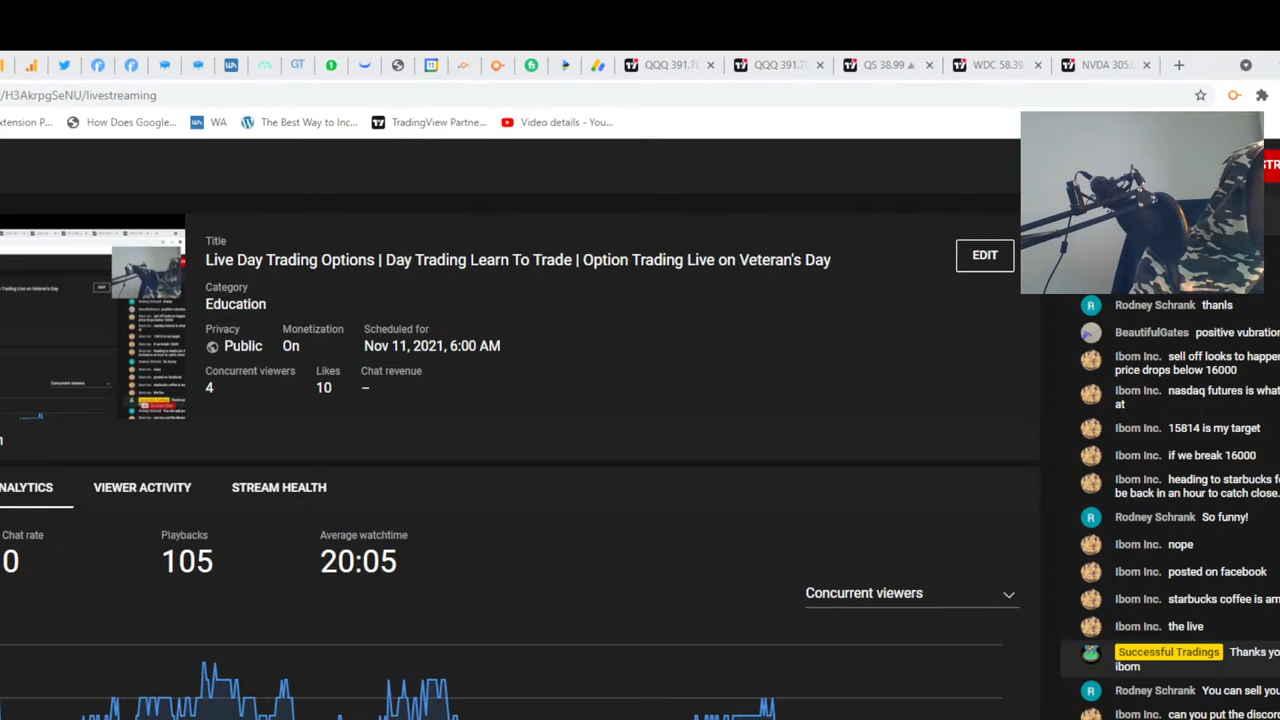 31
GT
1
QQQ 391.7
QQQ 391.7
QS 38.99
WDC 58.39
NVDA 305.
/H3AkrpgSeNU/livestreaming
xtension P...
How Does Google...
WA
The Best Way to Inc...
TradingView Partne...
Video details - You...
STR
Title
Live Day Trading Options | Day Trading Learn To Trade | Option Trading Live on Veteran's Day
EDIT
Category
Education
Privacy
Monetization
Scheduled for
Public
On
Nov 11, 2021, 6:00 AM
Concurrent viewers
Likes
Chat revenue
4
10
–
NALYTICS
VIEWER ACTIVITY
STREAM HEALTH
Chat rate
Playbacks
Average watchtime
0
105
20:05
Concurrent viewers
R
Rodney Schrank thanls
BeautifulGates positive vubration
Ibom Inc. sell off looks to happe
price drops below 16000
Ibom Inc. nasdaq futures is what
at
Ibom Inc. 15814 is my target
Ibom Inc. if we break 16000
Ibom Inc. heading to starbucks f
be back in an hour to catch close.
R
Rodney Schrank So funny!
Ibom Inc. nope
Ibom Inc. posted on facebook
Ibom Inc. starbucks coffee is am
Ibom Inc. the live
Successful Tradings Thanks yo
ibom
R
Rodney Schrank You can sell you
Ibom Inc. can you put the discor